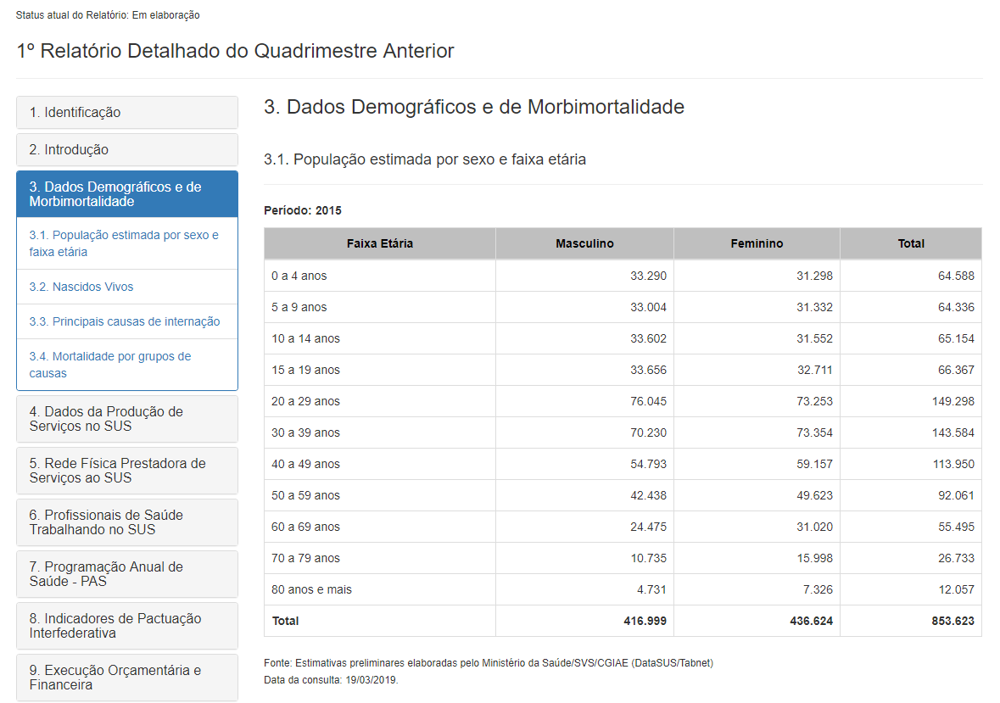 Status atual do Relatório: Em elaboração
1º Relatório Detalhado do Quadrimestre Anterior
1. Identificação
2. Introdução
3. Dados Demográficos e de
Morbimortalidade
3.1. População estimada por sexo e
faixa etária
3.2. Nascidos Vivos
3.3. Principais causas de internação
3.4. Mortalidade por grupos de
causas
4. Dados da Produção de
Serviços no SUS
5. Rede Física Prestadora de
Serviços ao SUS
6. Profissionais de Saúde
Trabalhando no SUS
7. Programação Anual de
Saúde - PAS
8. Indicadores de Pactuação
Interfederativa
9. Execução Orçamentária e
Financeira
3. Dados Demográficos e de Morbimortalidade
3.1. População estimada por sexo e faixa etária
Período: 2015
Faixa Etária Masculino Feminino Total
0 a 4 anos 33.290 31.298 64.588
5 a 9 anos 33.004 31.332 64.336
10 a 14 anos 33.602 31.552 65.154
15 a 19 anos 33.656 32.711 66.367
20 a 29 anos 76.045 73.253 149.298
30 a 39 anos 70.230 73.354 143.584
40 a 49 anos 54.793 59.157 113.950
50 a 59 anos 42.438 49.623 92.061
60 a 69 anos 24.475 31.020 55.495
70 a 79 anos 10.735 15.998 26.733
80 anos e mais 4.731 7.326 12.057
Total 416.999 436.624 853.623
Fonte: Estimativas preliminares elaboradas pelo Ministério da Saúde/SVS/CGIAE (DataSUS/Tabnet)
Data da consulta: 19/03/2019.